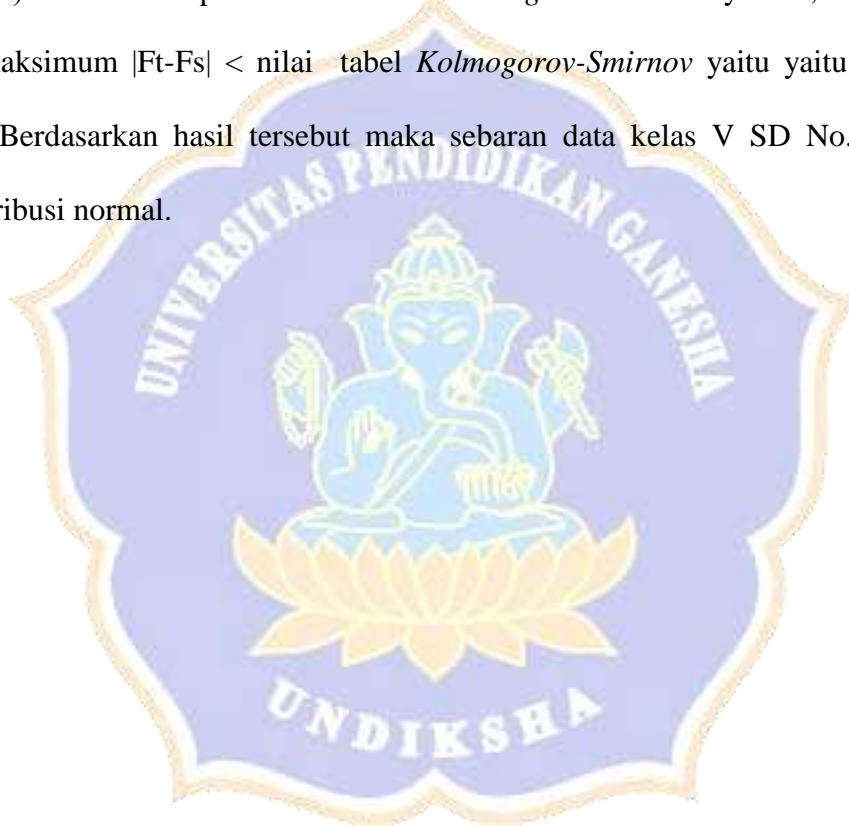 aksimum |Ft-Fs| < nilai tabel Kolmogorov-Smirnov yaitu yaitu
Berdasarkan hasil tersebut maka sebaran data kelas V SD No.
ribusi normal.
UNIVERSITAS PENDIDIKAN GANESHA
UNDIKSHA